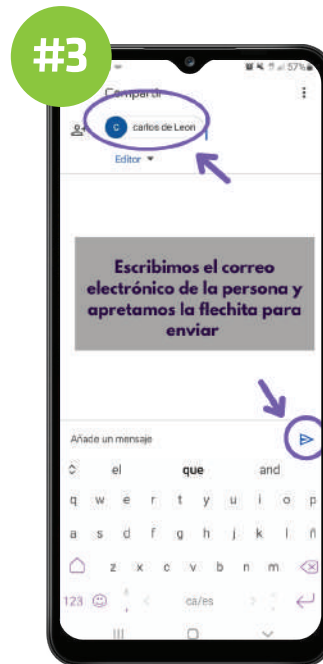 #3
57%
Compartir
c carlos de Leon
Editor
Escribimos el correo
electrónico de la persona y
apretamos la flechita para
enviar
Añade un mensaje
el que and
q w e r t y u i o p
a s d f g h j k l ñ
z x c v b n m
123 ca/es